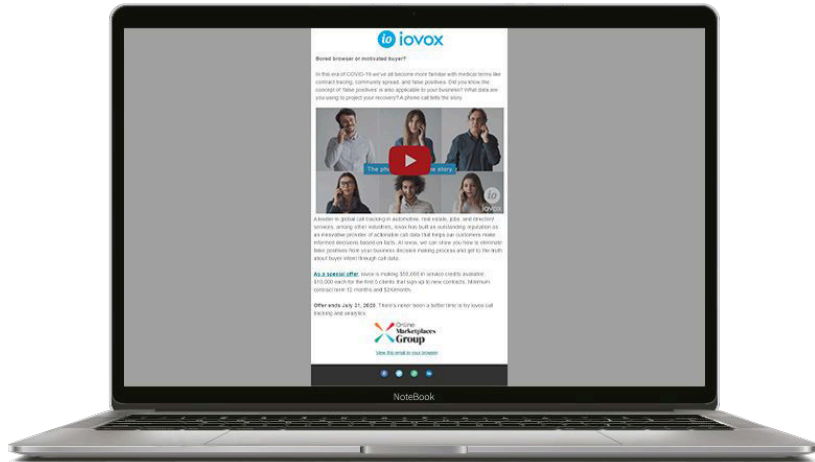 io iovox
Bored browser or motivated buyer?
In this era of COVID-19 we've all become more familiar with medical terms like
contract tracing, community spread, and false positives. Did you know the
concept of 'false positives' is also applicable to your business? What data are
you using to project your recovery? A phone call tells the story.
The pho e story.
io
iovox
A leader in global call tracking in automotive, real estate, jobs, and directory
services, among other industries, iovox has built an outstanding reputation as
an innovative provider of actionable call data that helps our customers make
informed decisions based on facts. At iovox, we can show you how to eliminate
false positives from your business decision making process and get to the truth
about buyer intent through call data.
As a special offer, iovox is making $50,000 in service credits available.
$10,000 each for the first 5 clients that sign up to new contracts. Minimum
contract term 12 months and
Offer ends July 31, 2020. There's never been a better time to try iovox call
tracking and analytics.
Online
Marketplaces
Group
View this email in your browser
NoteBook